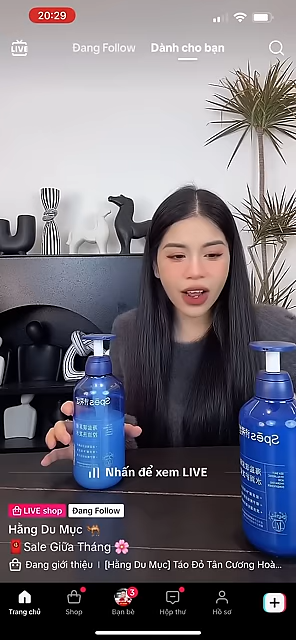 20:29
LIVE
Đang Follow
Dành cho bạn
Spēs
Spēs
Nhấn để xem LIVE
LIVE shop
Đang Follow
Hằng Du Mục 🐫
🧧Sale Giữa Tháng 🌸
Đang giới thiệu | [Hằng Du Mục] Táo Đỏ Tân Cương Hoà...
3
Trang chủ
Shop
Bạn bè
Hộp thư
Hồ sơ